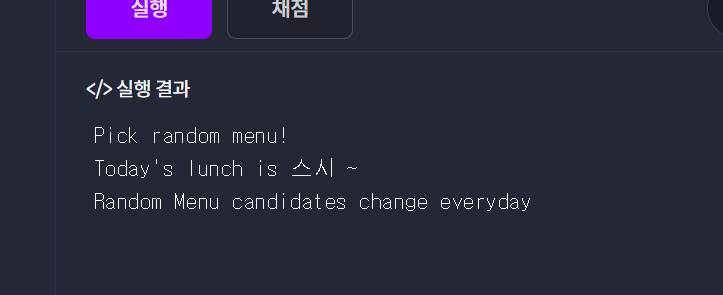 실행 채점
</> 실행 결과
Pick random menu!
Today's lunch is 스시 ~
Random Menu candidates change everyday